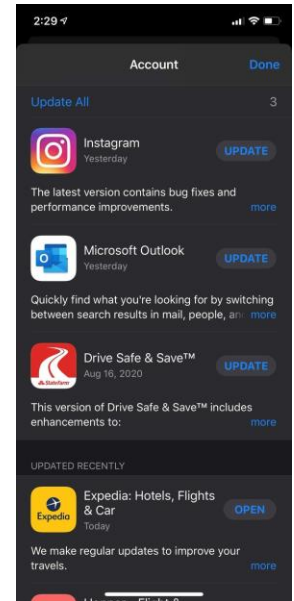 2:29
Account
Done
Update All
3
Instagram
Yesterday
UPDATE
The latest version contains bug fixes and
performance improvements.
more
Microsoft Outlook
Yesterday
UPDATE
Quickly find what you're looking for by switching
between search results in mail, people, an
more
Drive Safe & Save™
Aug 16, 2020
UPDATE
StateFarm
This version of Drive Safe & Save™ includes
enhancements to:
more
UPDATED RECENTLY
Expedia: Hotels, Flights
& Car
Today
OPEN
Expedia
We make regular updates to improve your
travels.
more